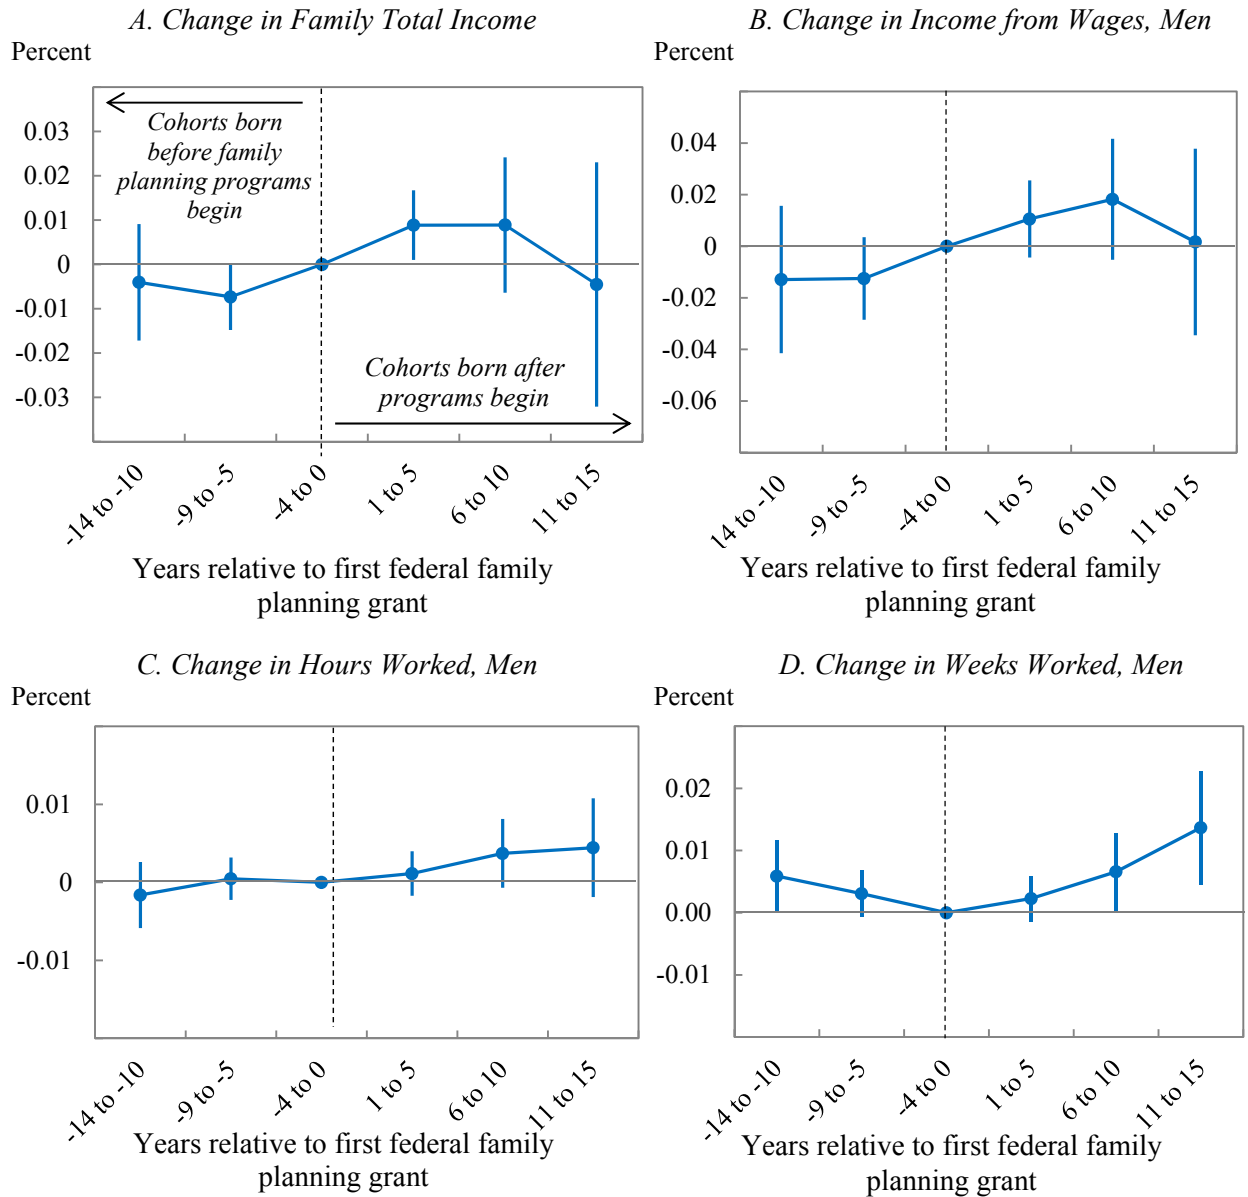 A. Change in Family Total Income
Percent
0.03
0.02
0.01
0
-0.01
-0.02
-0.03
Cohorts born
before family
planning programs
begin
Cohorts born after
programs begin
-14 to -10
-9 to -5
-4 to 0
1 to 5
6 to 10
11 to 15
Years relative to first federal family
planning grant
B. Change in Income from Wages, Men
Percent
0.04
0.02
0
-0.02
-0.04
-0.06
14 to -10
-9 to -5
-4 to 0
1 to 5
6 to 10
11 to 15
Years relative to first federal family
planning grant
C. Change in Hours Worked, Men
Percent
0.01
0
-0.01
-14 to -10
-9 to -5
-4 to 0
1 to 5
6 to 10
11 to 15
Years relative to first federal family
planning grant
D. Change in Weeks Worked, Men
Percent
0.02
0.01
0.00
-0.01
-14 to -10
-9 to -5
-4 to 0
1 to 5
6 to 10
11 to 15
Years relative to first federal family
planning grant